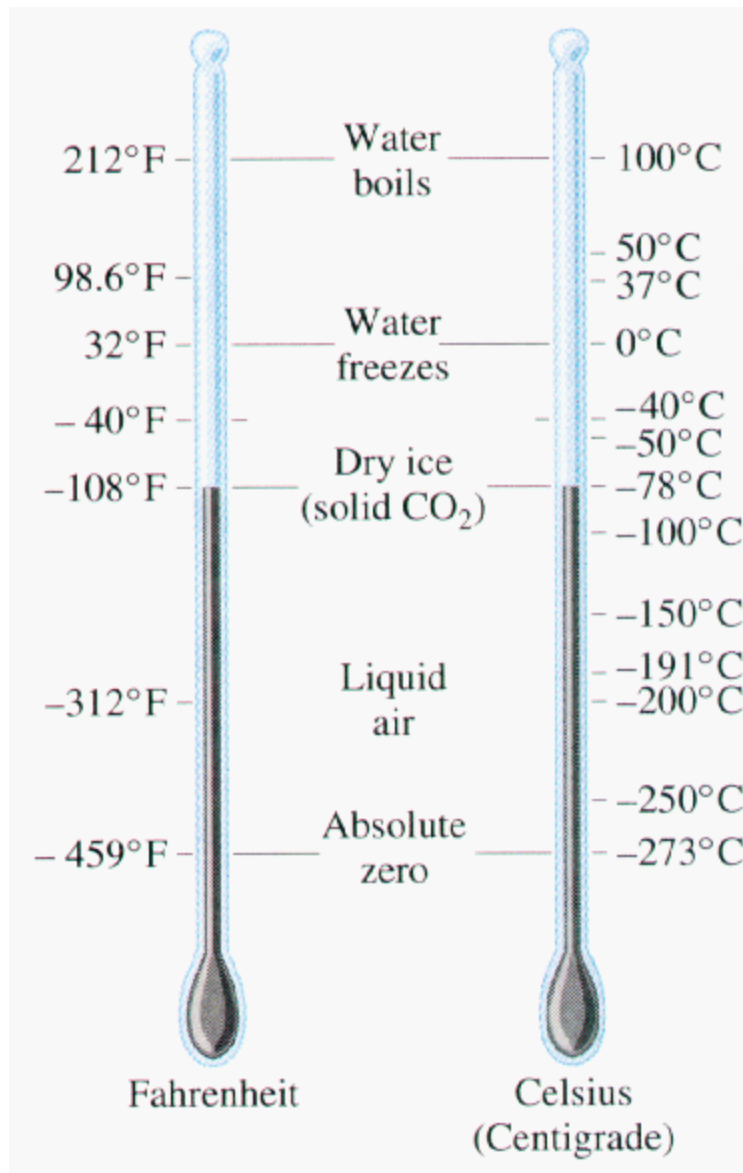 212°F
Water
boils
100°C
50°C
98.6°F
37°C
32°F
Water
freezes
0°C
– 40°F
–40°C
–50°C
–108°F
Dry ice
(solid CO₂)
–78°C
–100°C
–150°C
–191°C
–312°F
Liquid
air
–200°C
–250°C
– 459°F
Absolute
zero
–273°C
Fahrenheit
Celsius
(Centigrade)